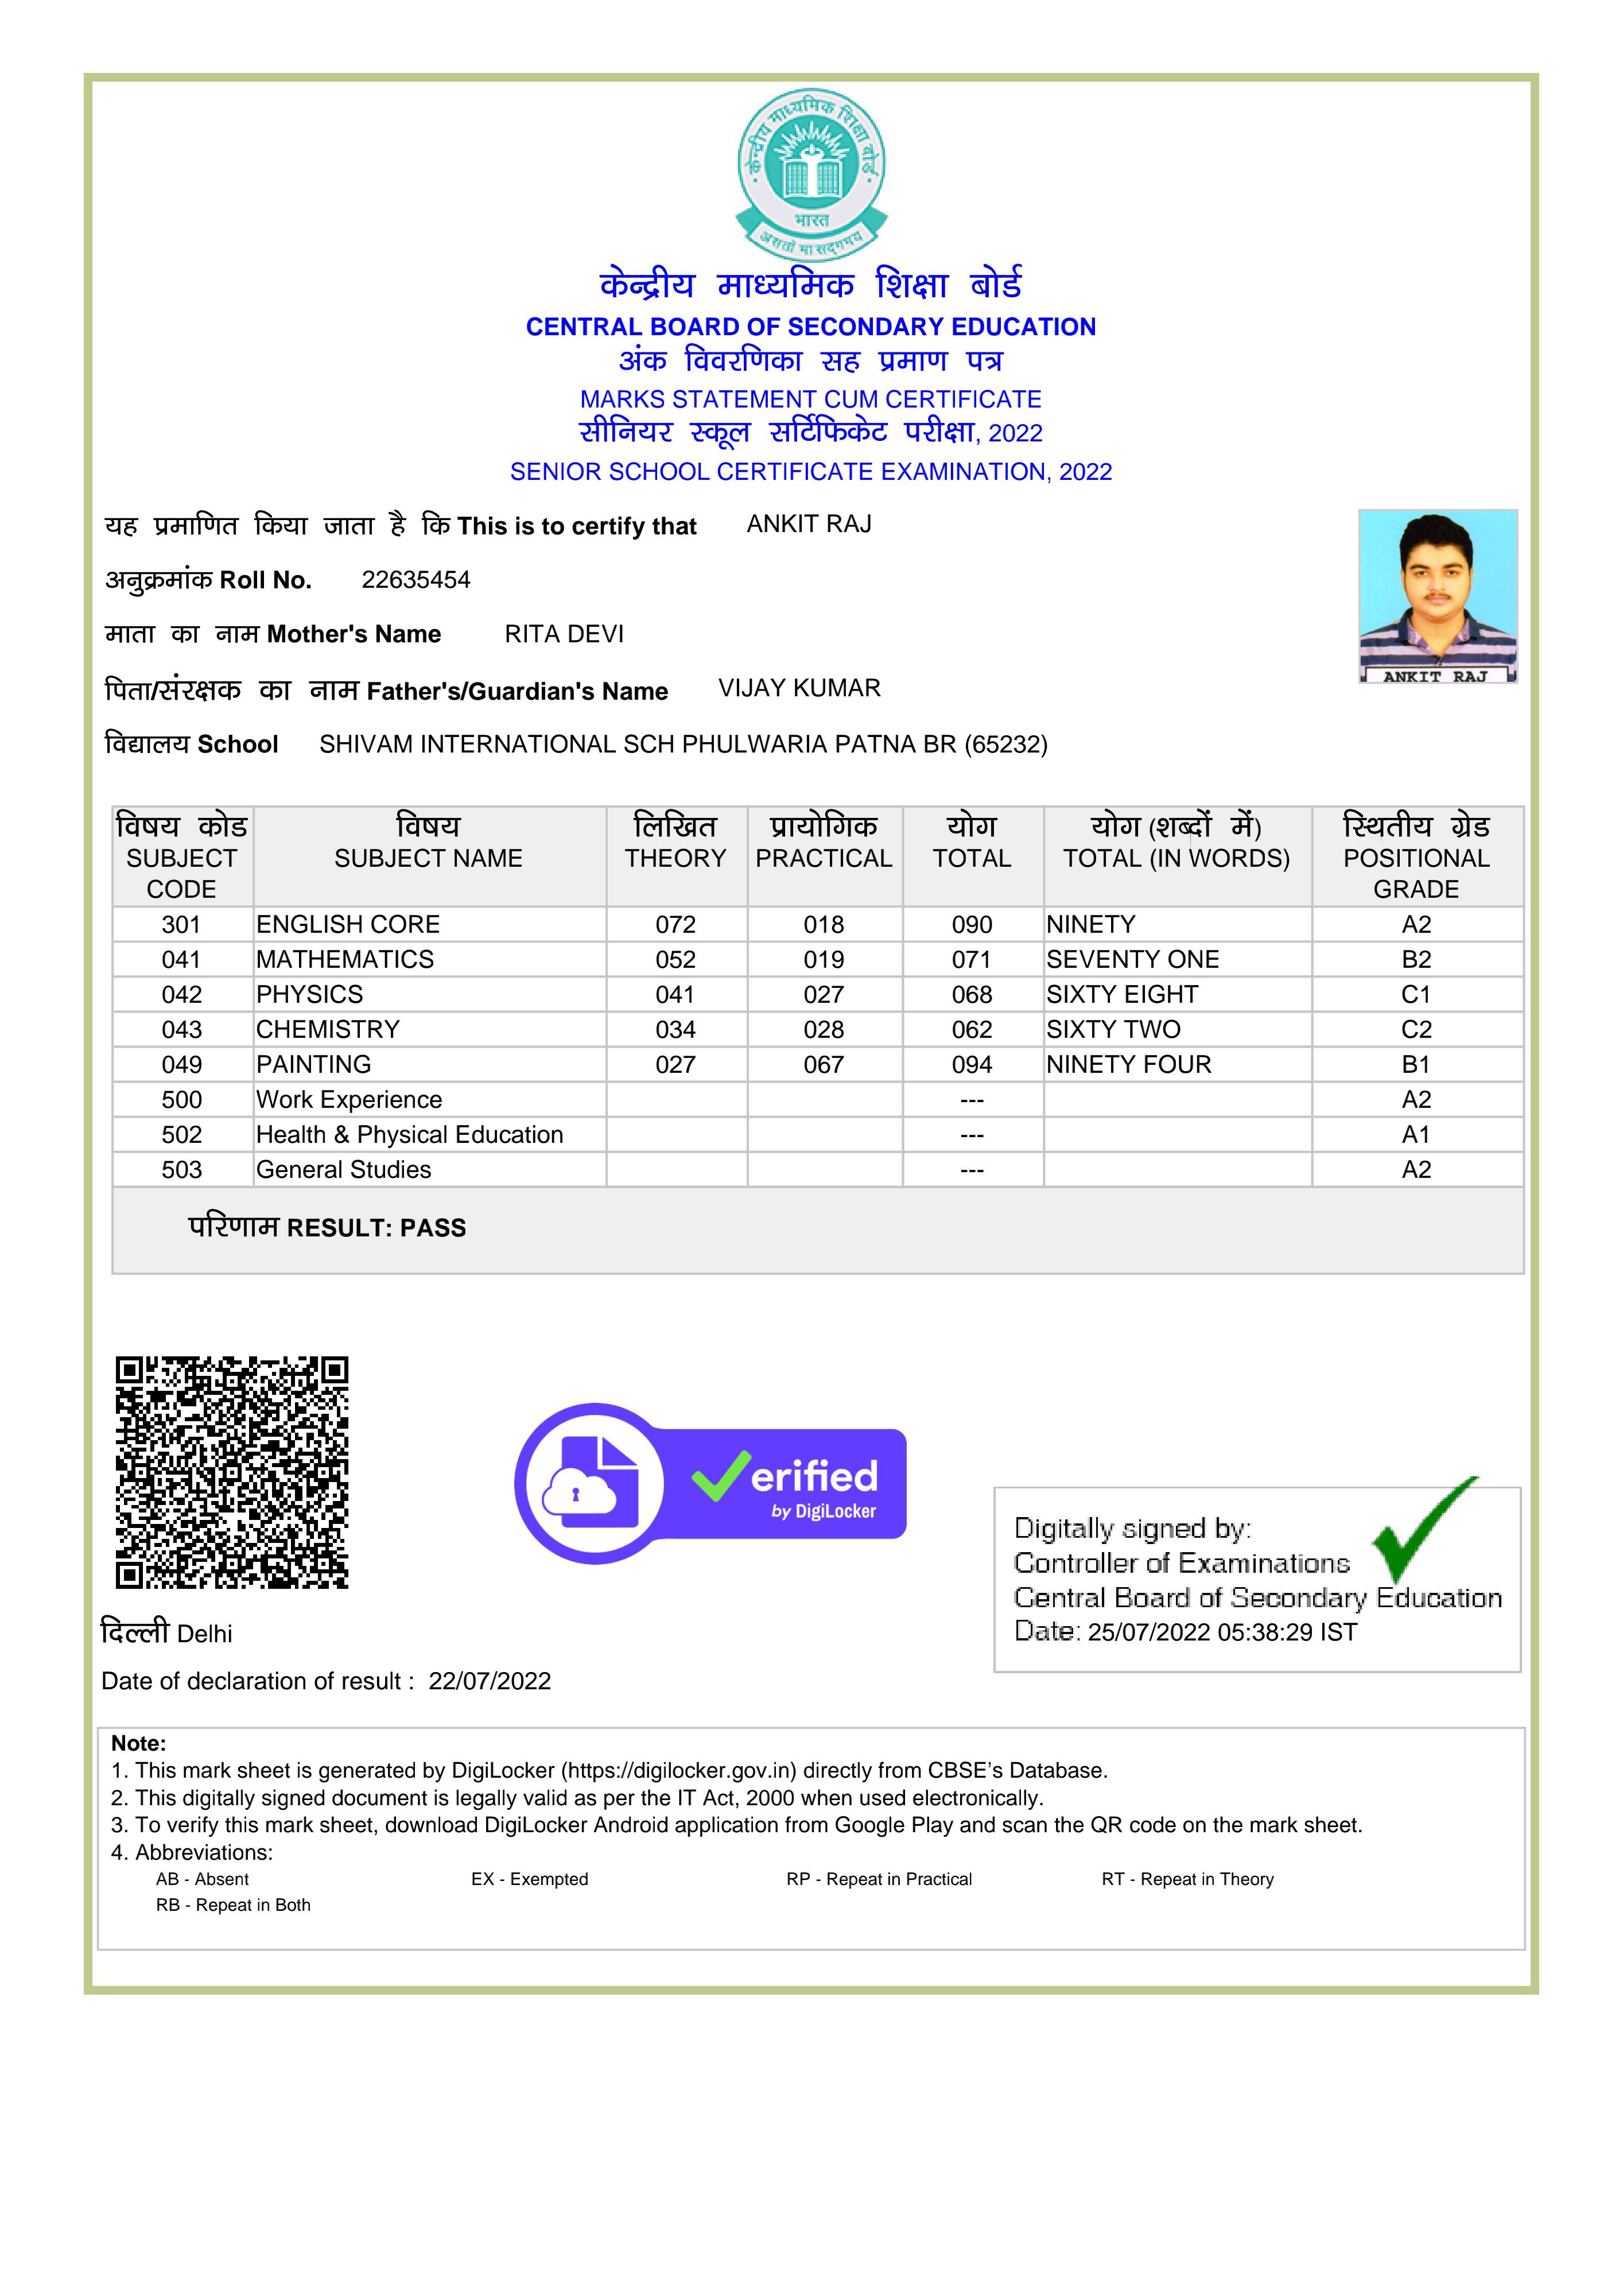 केन्द्रीय माध्यमिक शिक्षा बोर्ड
भारत
असतो मा सद्गमय
केन्द्रीय माध्यमिक शिक्षा बोर्ड
CENTRAL BOARD OF SECONDARY EDUCATION
अंक विवरणिका सह प्रमाण पत्र
MARKS STATEMENT CUM CERTIFICATE
सीनियर स्कूल सर्टिफिकेट परीक्षा, 2022
SENIOR SCHOOL CERTIFICATE EXAMINATION, 2022
यह प्रमाणित किया जाता है कि This is to certify that ANKIT RAJ
अनुक्रमांक Roll No. 22635454
माता का नाम Mother's Name RITA DEVI
पिता/संरक्षक का नाम Father's/Guardian's Name VIJAY KUMAR
विद्यालय School SHIVAM INTERNATIONAL SCH PHULWARIA PATNA BR (65232)
ANKIT RAJ
विषय कोड विषय लिखित प्रायोगिक योग योग (शब्दों में) स्थितीय ग्रेड
SUBJECT SUBJECT NAME THEORY PRACTICAL TOTAL TOTAL (IN WORDS) POSITIONAL
CODE GRADE
301 ENGLISH CORE 072 018 090 NINETY A2
041 MATHEMATICS 052 019 071 SEVENTY ONE B2
042 PHYSICS 041 027 068 SIXTY EIGHT C1
043 CHEMISTRY 034 028 062 SIXTY TWO C2
049 PAINTING 027 067 094 NINETY FOUR B1
500 Work Experience --- A2
502 Health & Physical Education --- A1
503 General Studies --- A2
परिणाम RESULT: PASS
erified
by DigiLocker
Digitally signed by:
Controller of Examinations
Central Board of Secondary Education
Date: 25/07/2022 05:38:29 IST
दिल्ली Delhi
Date of declaration of result : 22/07/2022
Note:
1. This mark sheet is generated by DigiLocker (https://digilocker.gov.in) directly from CBSE’s Database.
2. This digitally signed document is legally valid as per the IT Act, 2000 when used electronically.
3. To verify this mark sheet, download DigiLocker Android application from Google Play and scan the QR code on the mark sheet.
4. Abbreviations:
AB - Absent EX - Exempted RP - Repeat in Practical RT - Repeat in Theory
RB - Repeat in Both